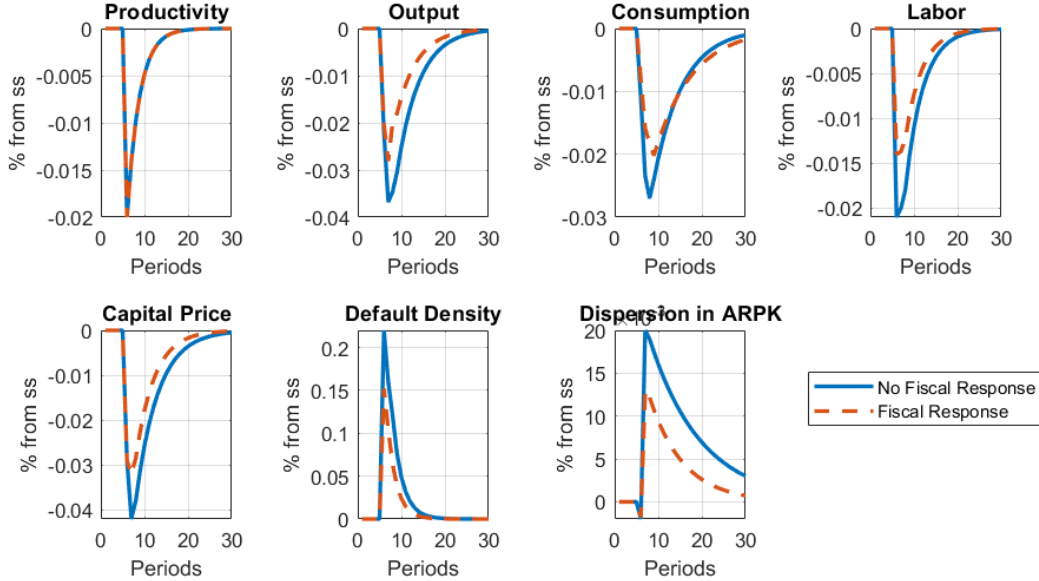 Productivity
Output
Consumption
Labor
0
-0.005
-0.01
-0.015
-0.02
% from ss
0 10 20 30
Periods
0
-0.01
-0.02
-0.03
-0.04
% from ss
0 10 20 30
Periods
0
-0.01
-0.02
-0.03
% from ss
0 10 20 30
Periods
0
-0.005
-0.01
-0.015
-0.02
% from ss
0 10 20 30
Periods
Capital Price
Default Density
Dispersion in ARPK
0
-0.01
-0.02
-0.03
-0.04
% from ss
0 10 20 30
Periods
0.2
0.15
0.1
0.05
0
% from ss
0 10 20 30
Periods
20
15
10
5
0
% from ss
0 10 20 30
Periods
No Fiscal Response
Fiscal Response